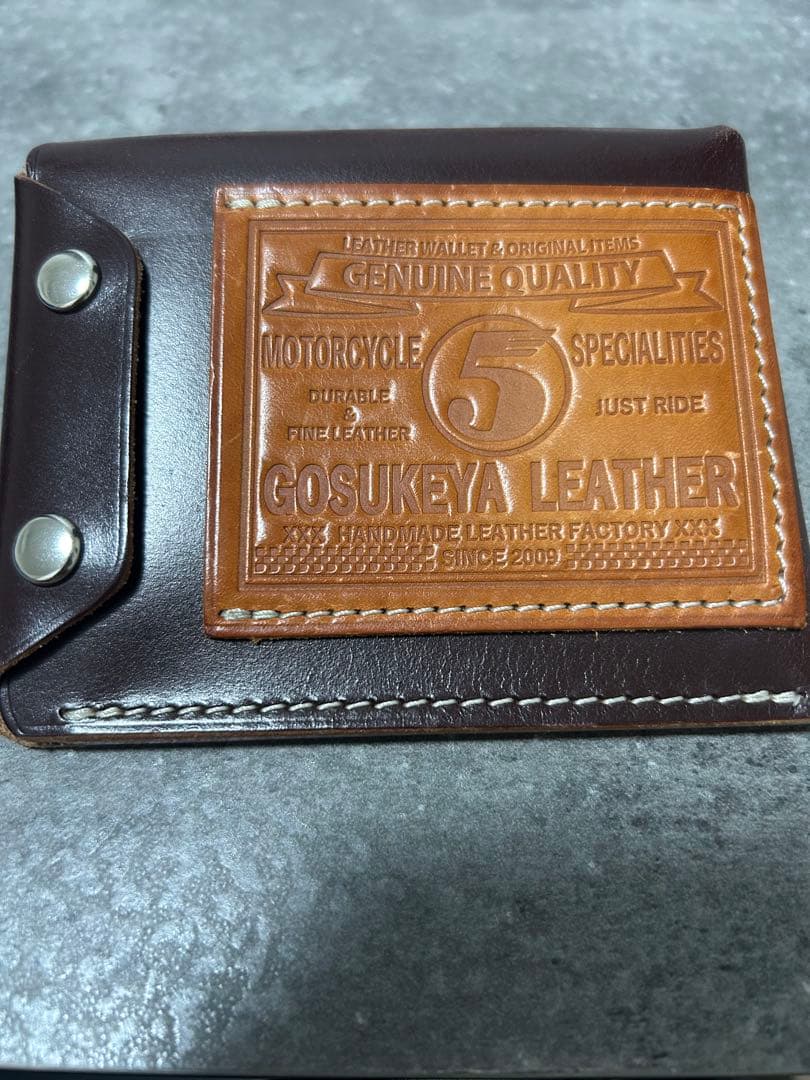 LEATHER WALLET & ORIGINAL ITEMS
GENUINE QUALITY
MOTORCYCLE 5 SPECIALITIES
DURABLE
&
FINE LEATHER
JUST RIDE
GOSUKEYA LEATHER
XXX HANDMADE LEATHER FACTORY XXX
SINCE 2009